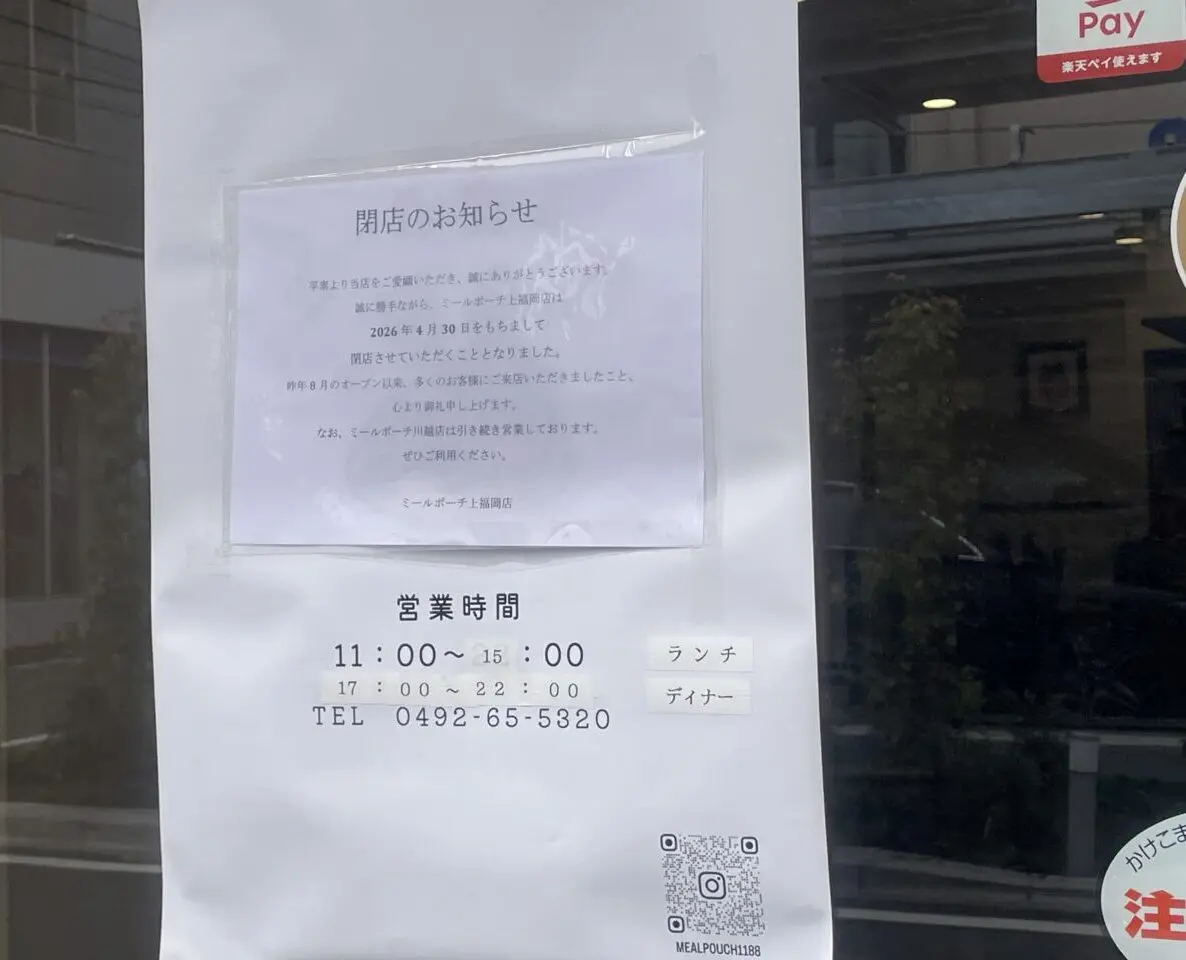 Pay
楽天ペイ使えます
閉店のお知らせ
平素より当店をご愛顧いただき、誠にありがとうございます。
誠に勝手ながら、ミールポーチ上福岡店は
2026年4月30日をもちまして
閉店させていただくこととなりました。
昨年8月のオープン以来、多くのお客様にご来店いただきましたこと、
心より御礼申し上げます。
なお、ミールポーチ川越店は引き続き営業しております。
ぜひご利用ください。
ミールポーチ上福岡店
営業時間
11:00～15:00 ランチ
17:00～22:00 ディナー
TEL 0492-65-5320
MEALPOUCH1188
かけこま
注